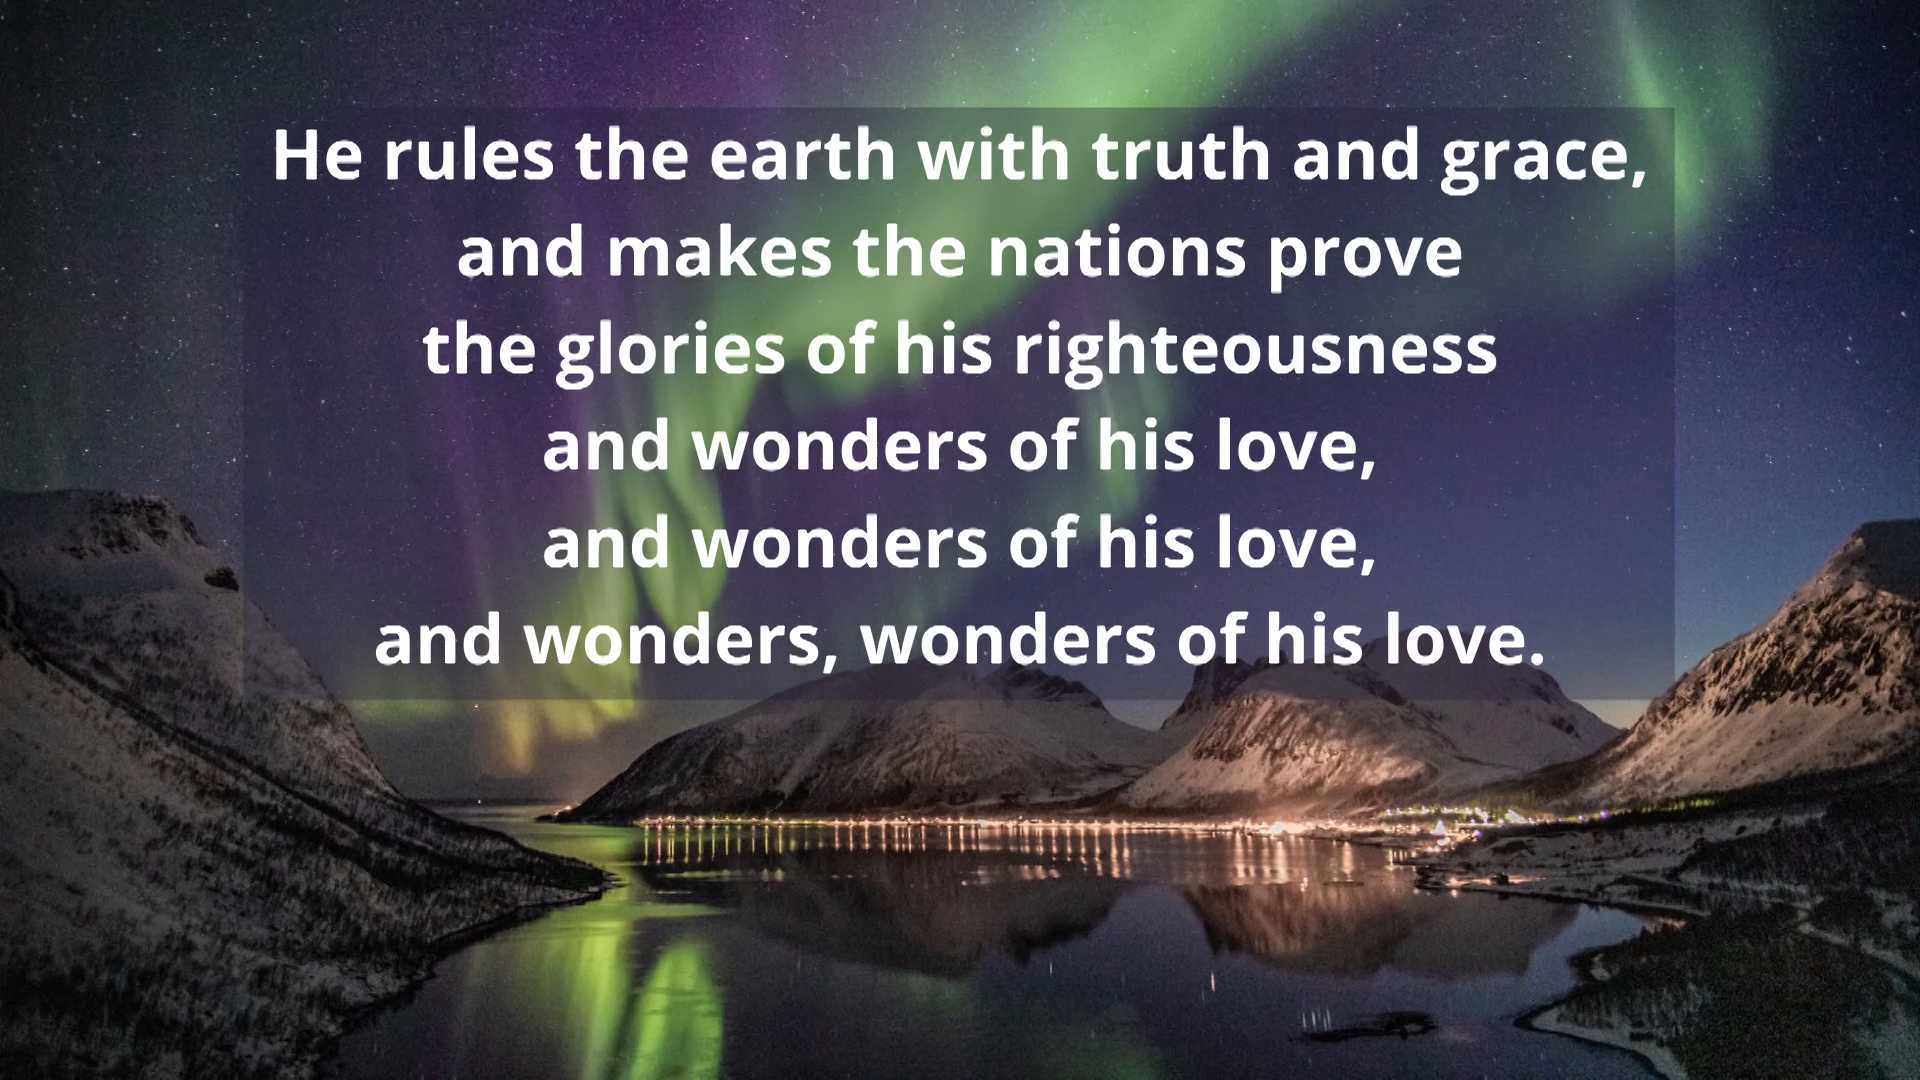 He rules the earth with truth and grace,
and makes the nations prove
the glories of his righteousness
and wonders of his love,
and wonders of his love,
and wonders, wonders of his love.